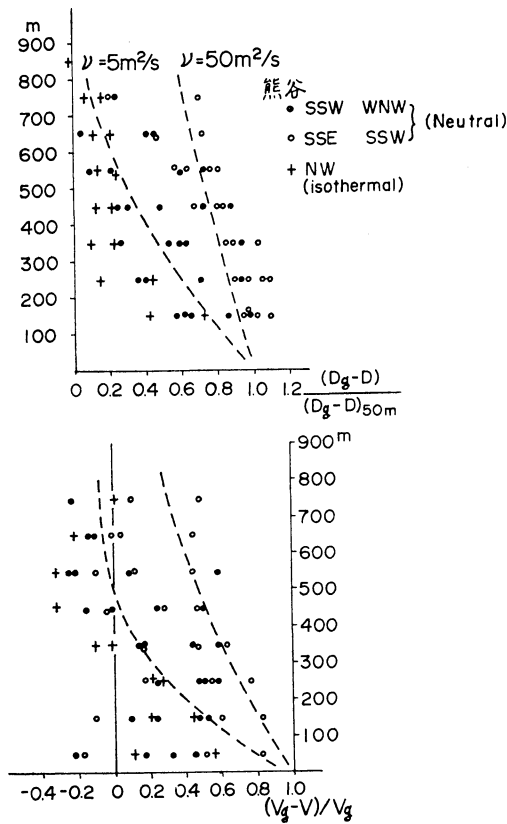 m
900
800
700
600
500
400
300
200
100
ν=5m²/s ν=50m²/s
熊谷
● SSW WNW
○ SSE SSW
} (Neutral)
+ NW
(isothermal)
0 0.2 0.4 0.6 0.8 1.0 1.2
(Dg-D)
(Dg-D)50m
900m
800
700
600
500
400
300
200
100
-0.4 -0.2 0 0.2 0.4 0.6 0.8 1.0
(Vg-V)/Vg